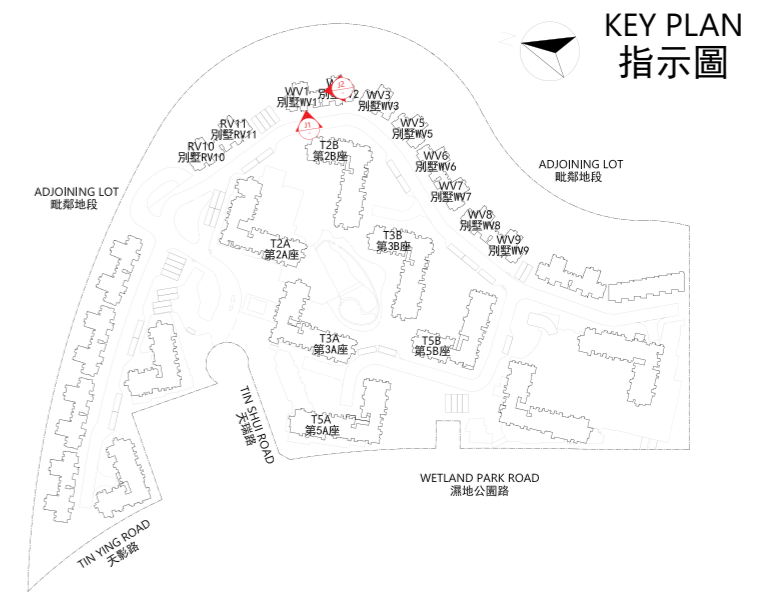 KEY PLAN
指示圖
N
J2
WV1
別墅WV1
WV3
別墅WV3
J1
RV11
別墅RV11
WV5
別墅WV5
RV10
別墅RV10
T2B
第2B座
WV6
別墅WV6
ADJOINING LOT
毗鄰地段
ADJOINING LOT
毗鄰地段
WV7
別墅WV7
WV8
別墅WV8
T3B
第3B座
WV9
別墅WV9
T2A
第2A座
T3A
第3A座
T5B
第5B座
TIN SHUI ROAD
天瑞路
T5A
第5A座
WETLAND PARK ROAD
濕地公園路
TIN YING ROAD
天影路